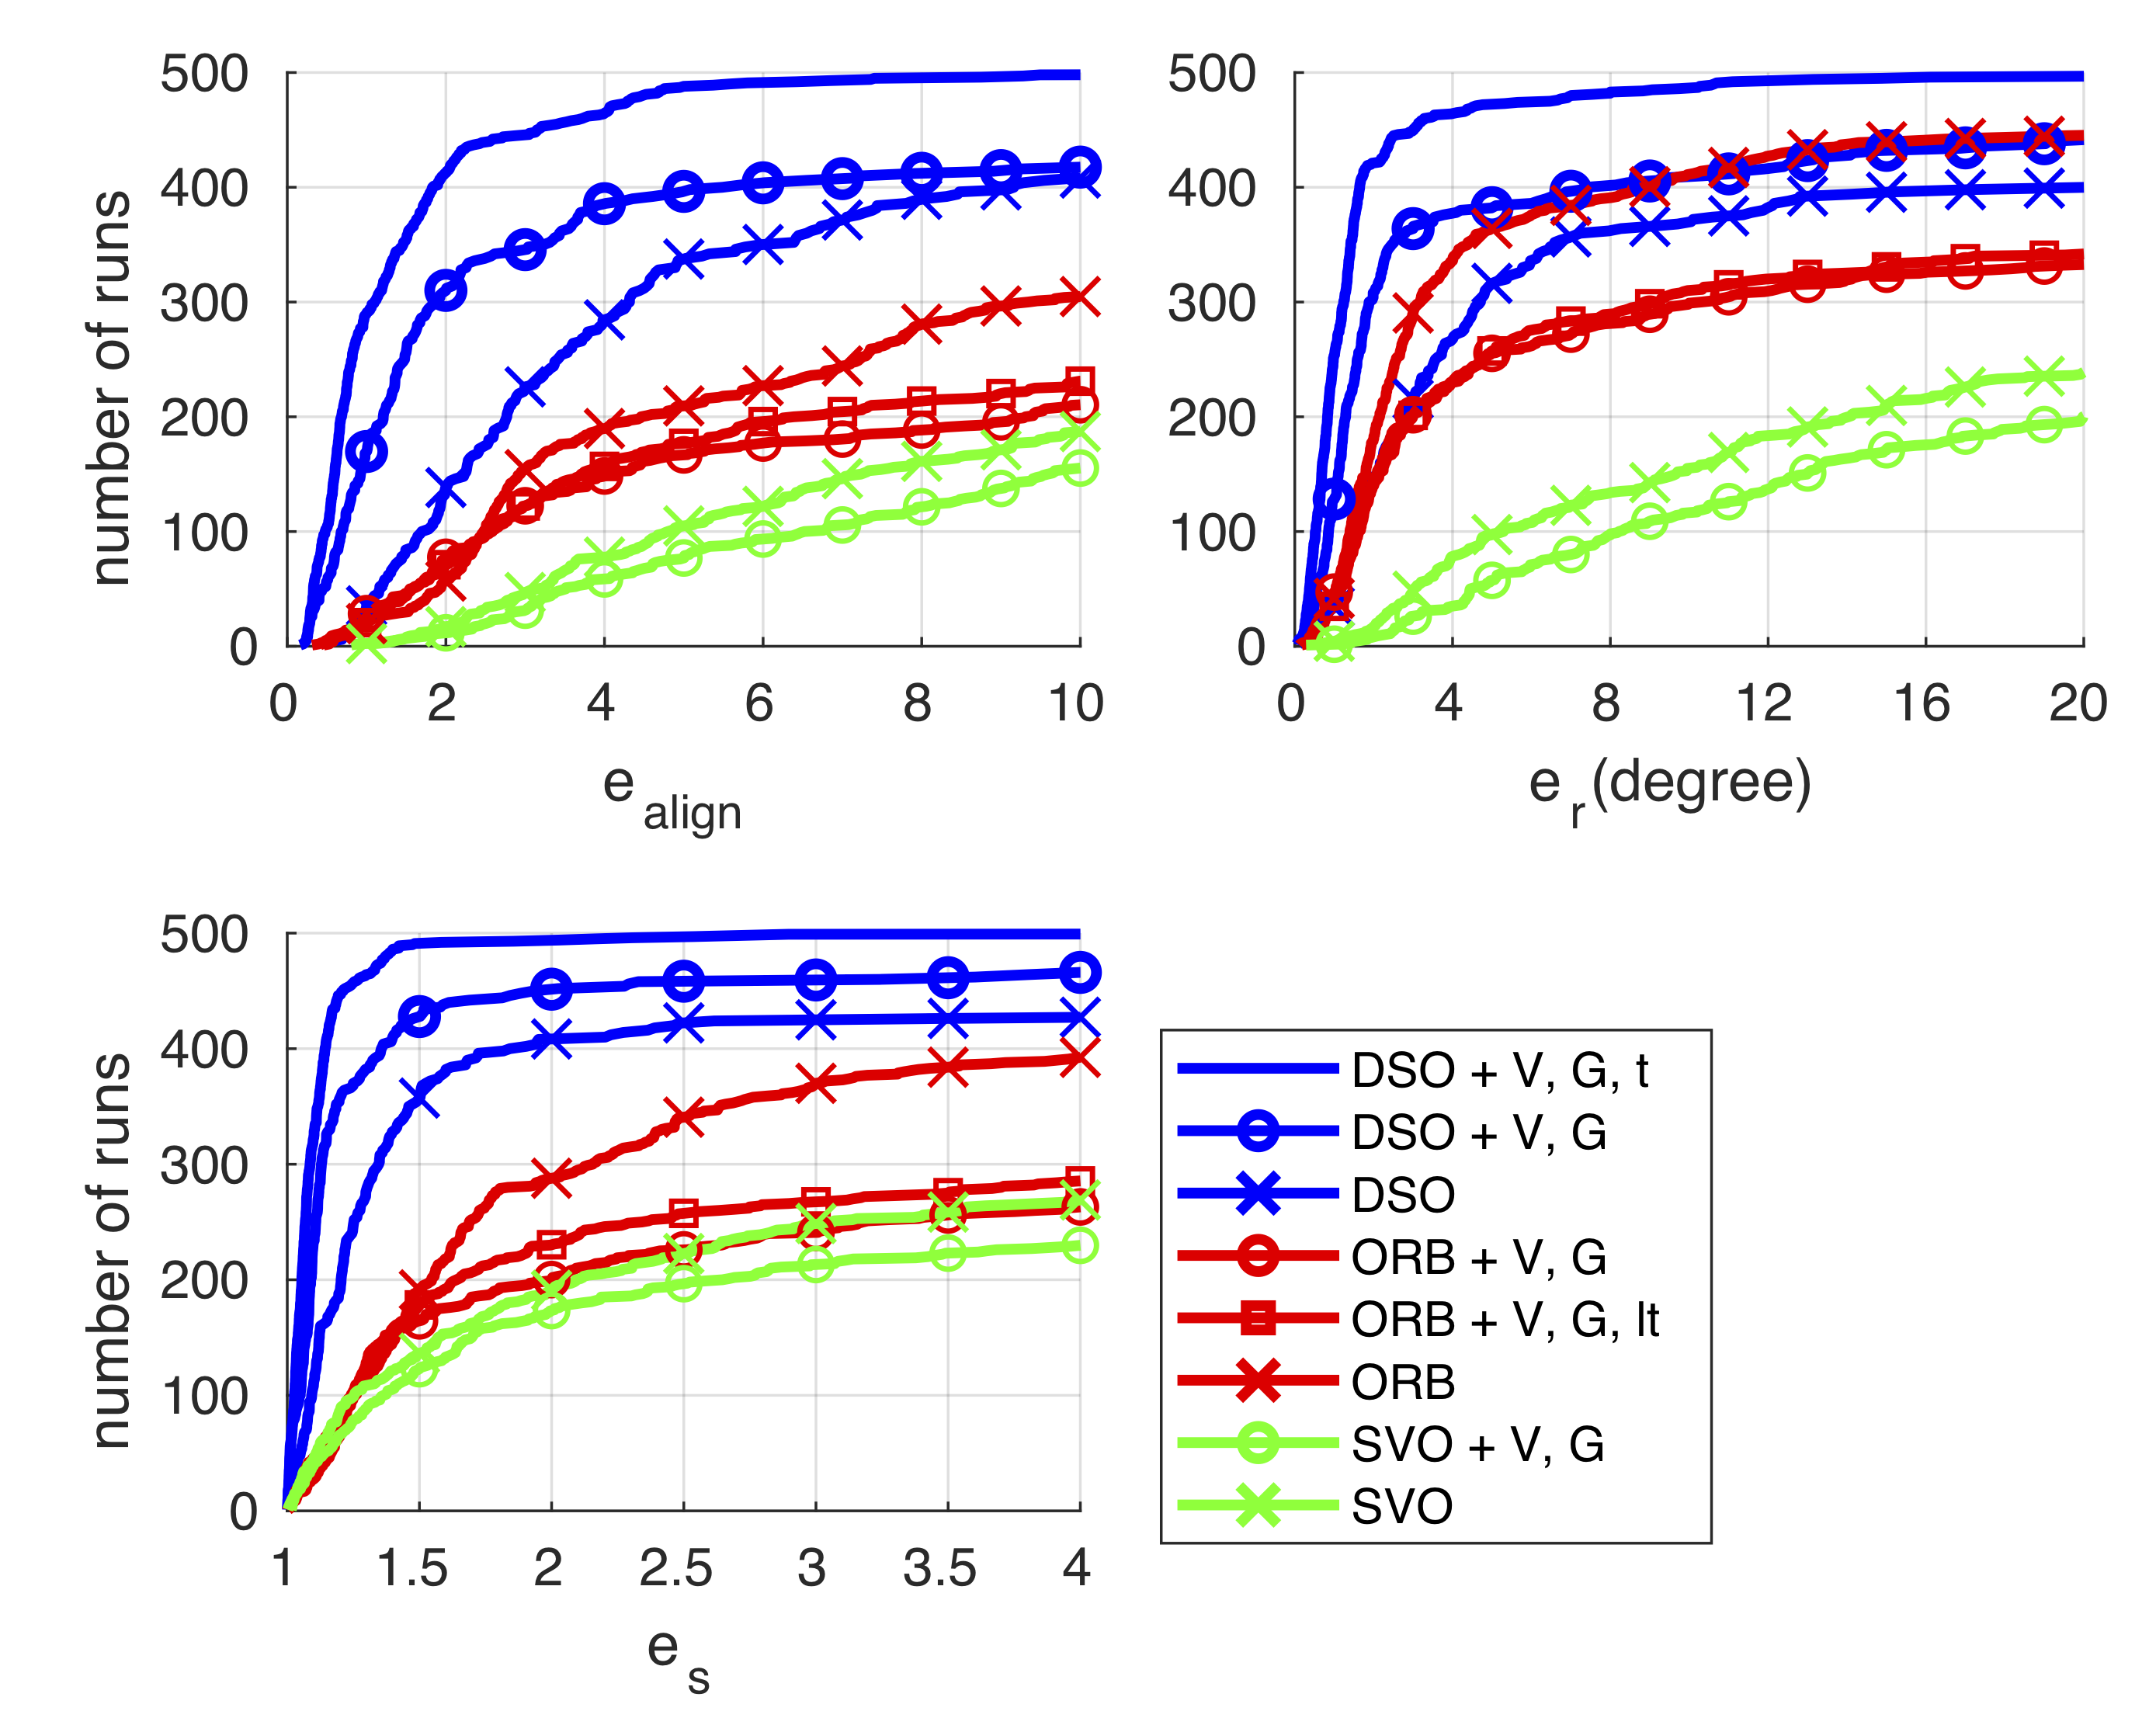 500
400
300
200
100
0
number of runs
0 2 4 6 8 10
e align
500
400
300
200
100
0
0 4 8 12 16 20
e r (degree)
500
400
300
200
100
0
number of runs
1 1.5 2 2.5 3 3.5 4
e s
DSO + V, G, t
DSO + V, G
DSO
ORB + V, G
ORB + V, G, lt
ORB
SVO + V, G
SVO